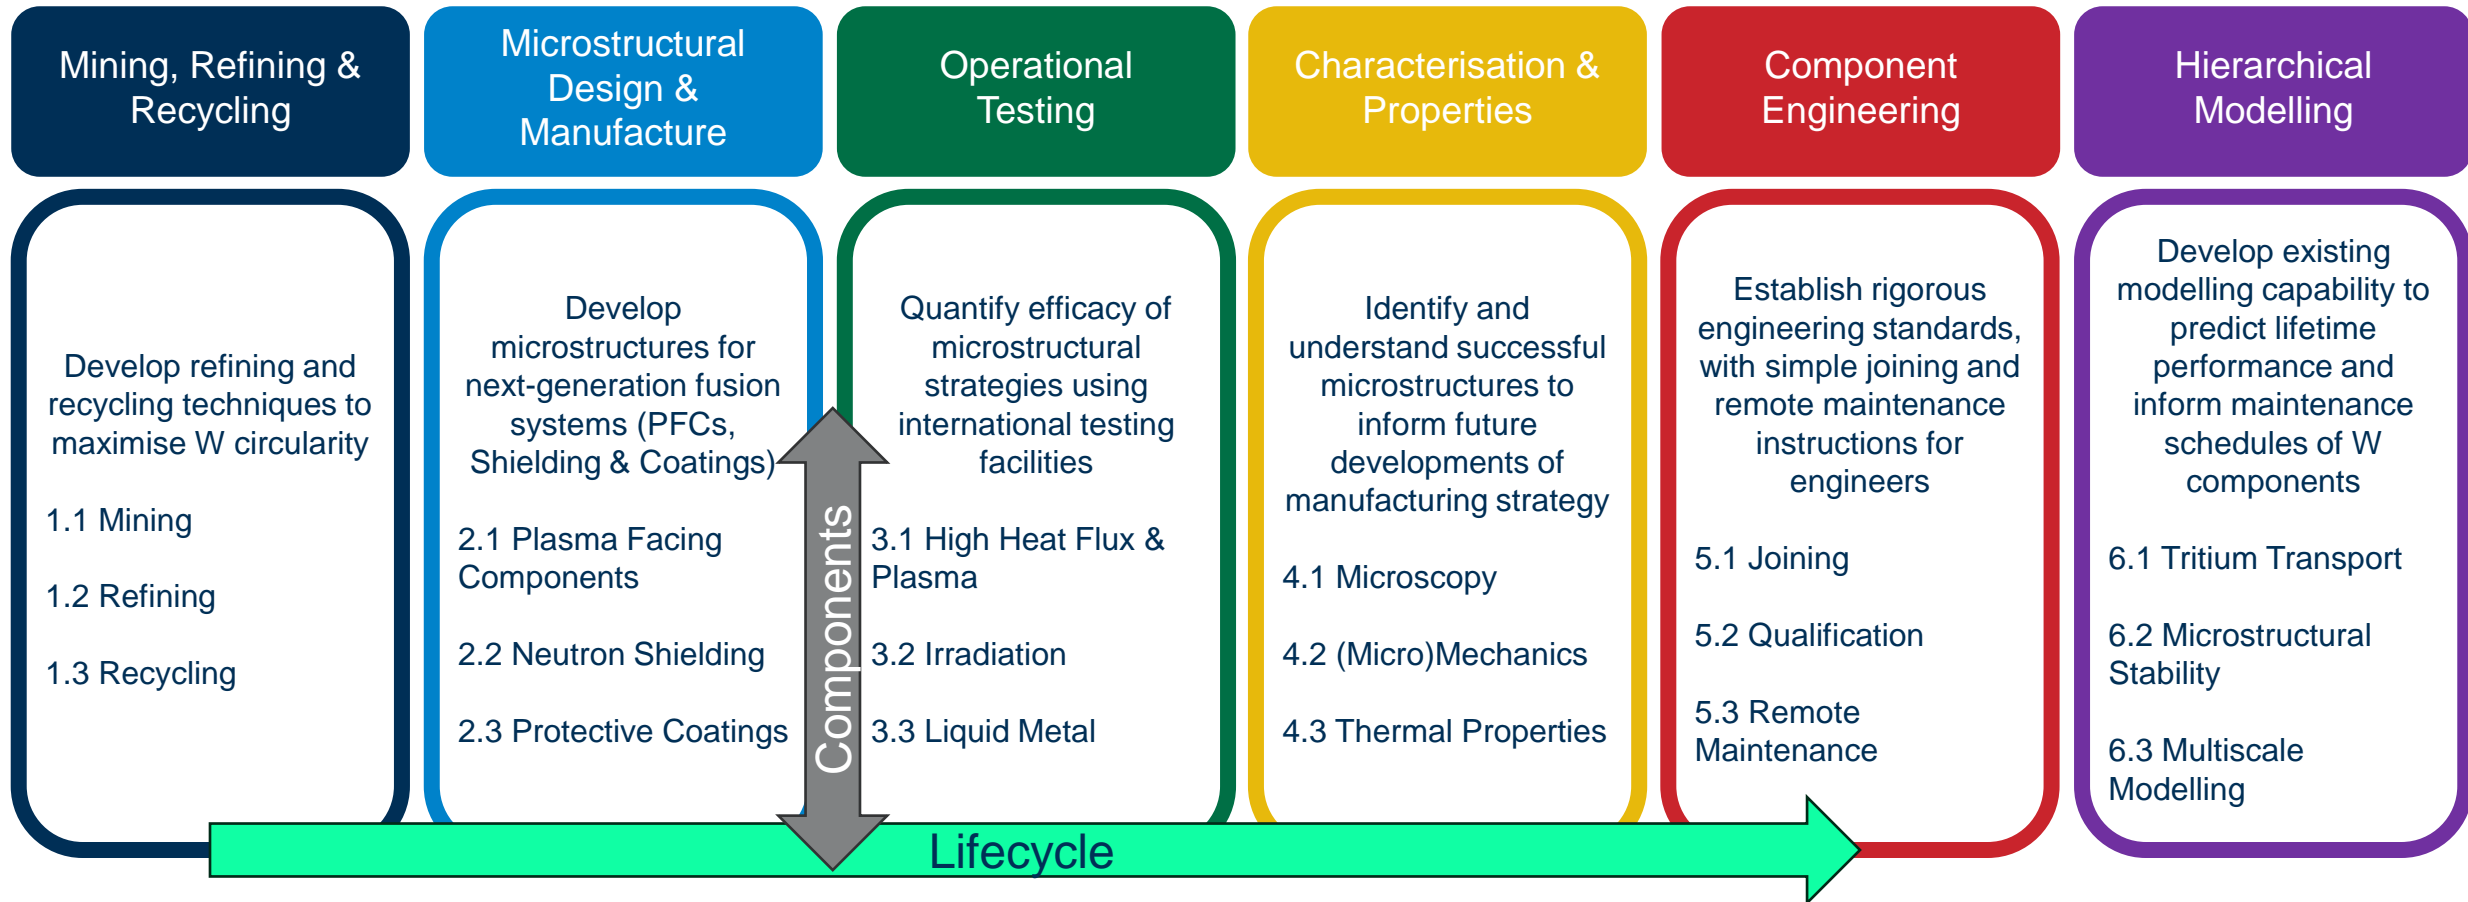 Mining, Refining &
Recycling
Microstructural
Design &
Manufacture
Operational
Testing
Characterisation &
Properties
Component
Engineering
Hierarchical
Modelling
Develop refining and
recycling techniques to
maximise W circularity
1.1 Mining
1.2 Refining
1.3 Recycling
Develop
microstructures for
next-generation fusion
systems (PFCs,
Shielding & Coatings)
2.1 Plasma Facing
Components
2.2 Neutron Shielding
2.3 Protective Coatings
Components
Quantify efficacy of
microstructural
strategies using
international testing
facilities
3.1 High Heat Flux &
Plasma
3.2 Irradiation
3.3 Liquid Metal
Identify and
understand successful
microstructures to
inform future
developments of
manufacturing strategy
4.1 Microscopy
4.2 (Micro)Mechanics
4.3 Thermal Properties
Establish rigorous
engineering standards,
with simple joining and
remote maintenance
instructions for
engineers
5.1 Joining
5.2 Qualification
5.3 Remote
Maintenance
Develop existing
modelling capability to
predict lifetime
performance and
inform maintenance
schedules of W
components
6.1 Tritium Transport
6.2 Microstructural
Stability
6.3 Multiscale
Modelling
Lifecycle